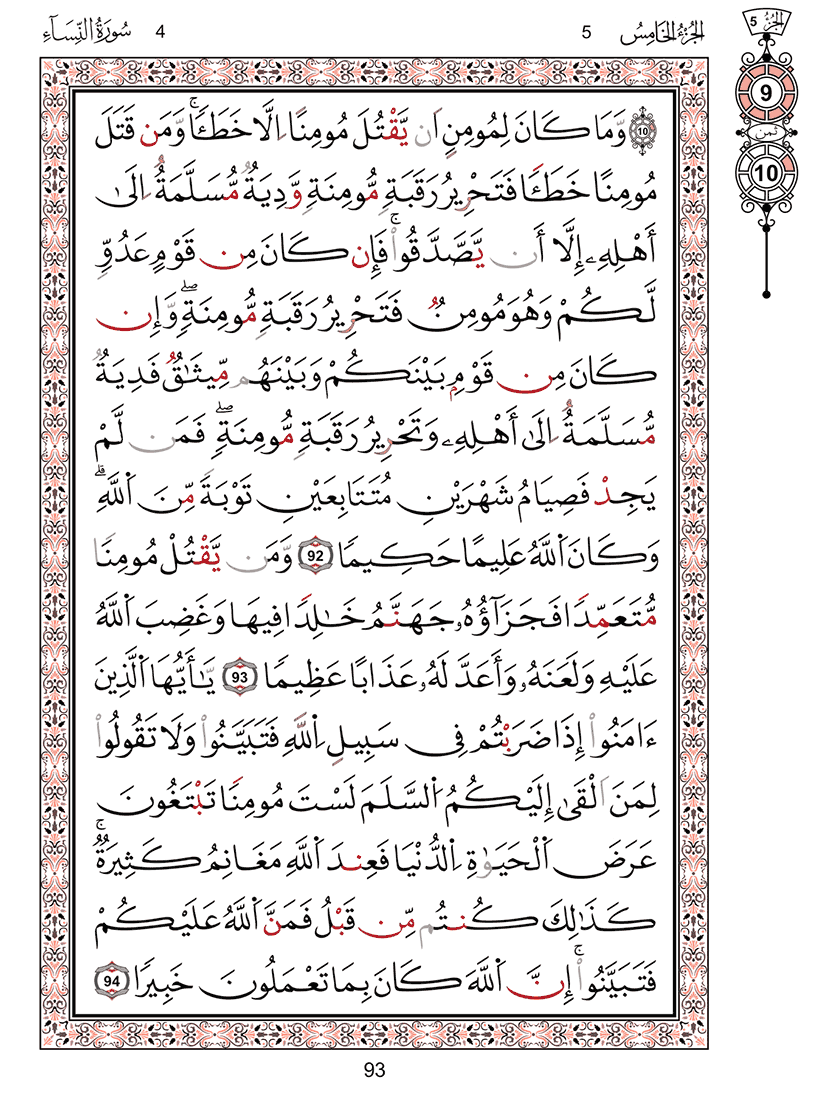 سُورَةُ النِّسَآءِ 4 5 الجُزْءُ الخَامِسُ
5 الجُزْءُ
9
ثمن
10
10 وَمَا كَانَ لِمُومِنٍ اَن يَّقْتُلَ مُومِنًا اِلَّا خَطَـًٔا وَمَن قَتَلَ
مُومِنًا خَطَـًٔا فَتَحْرِيرُ رَقَبَةٍ مُّومِنَةٍ وَدِيَةٌ مُّسَلَّمَةٌ اِلَىٰ
أَهْلِهِۦ إِلَّا أَن يَّصَّدَّقُوا۟ فَإِن كَانَ مِن قَوْمٍ عَدُوٍّ
لَّكُمْ وَهُوَ مُومِنٌ فَتَحْرِيرُ رَقَبَةٍ مُّومِنَةٍ وَإِن
كَانَ مِن قَوْمٍ بَيْنَكُمْ وَبَيْنَهُم مِّيثَٰقٌ فَدِيَةٌ
مُّسَلَّمَةٌ اِلَىٰ أَهْلِهِۦ وَتَحْرِيرُ رَقَبَةٍ مُّومِنَةٍ فَمَن لَّمْ
يَجِدْ فَصِيَامُ شَهْرَيْنِ مُتَتَابِعَيْنِ تَوْبَةً مِّنَ اَللَّهِ
وَكَانَ اَللَّهُ عَلِيمًا حَكِيمًا 92 وَمَن يَّقْتُلْ مُومِنًا
مُّتَعَمِّدًا فَجَزَآؤُهُۥ جَهَنَّمُ خَٰلِدًا فِيهَا وَغَضِبَ اَللَّهُ
عَلَيْهِ وَلَعَنَهُۥ وَأَعَدَّ لَهُۥ عَذَابًا عَظِيمًا 93 يَٰٓأَيُّهَا اَلَّذِينَ
ءَامَنُوا۟ إِذَا ضَرَبْتُمْ فِى سَبِيلِ اِللَّهِ فَتَبَيَّنُوا۟ وَلَا تَقُولُوا۟
لِمَنَ اَلْقَىٰ إِلَيْكُمُ اُلسَّلَمَ لَسْتَ مُومِنًا تَبْتَغُونَ
عَرَضَ اَلْحَيَوٰةِ اِلدُّنْيَا فَعِندَ اَللَّهِ مَغَانِمُ كَثِيرَةٌ
كَذَٰلِكَ كُنتُم مِّن قَبْلُ فَمَنَّ اَللَّهُ عَلَيْكُمْ
فَتَبَيَّنُوا۟ إِنَّ اَللَّهَ كَانَ بِمَا تَعْمَلُونَ خَبِيرًا 94
93